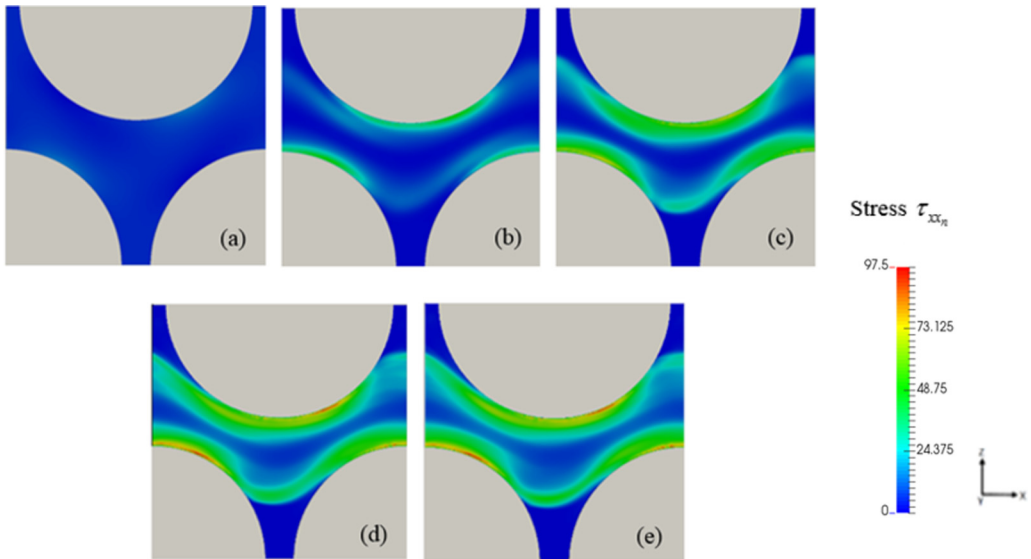 (a)
(b)
(c)
(d)
(e)
Stress τxxn
97.5
73.125
48.75
24.375
0
Z
Y
X